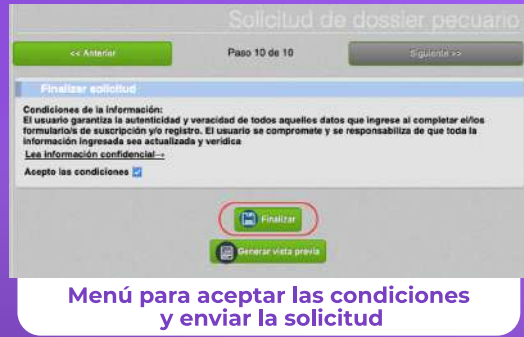 Solicitud de dossier pecuario
<< Anterior
Paso 10 de 10
Siguiente >>
Finalizar solicitud
Condiciones de la información:
El usuario garantiza la autenticidad y veracidad de todos aquellos datos que ingrese al completar el/los
formulario/s de suscripción y/o registro. El usuario se compromete y se responsabiliza de que toda la
información ingresada sea actualizada y verídica
Lea información confidencial→
Acepto las condiciones
Finalizar
Generar vista previa
Menú para aceptar las condiciones
y enviar la solicitud